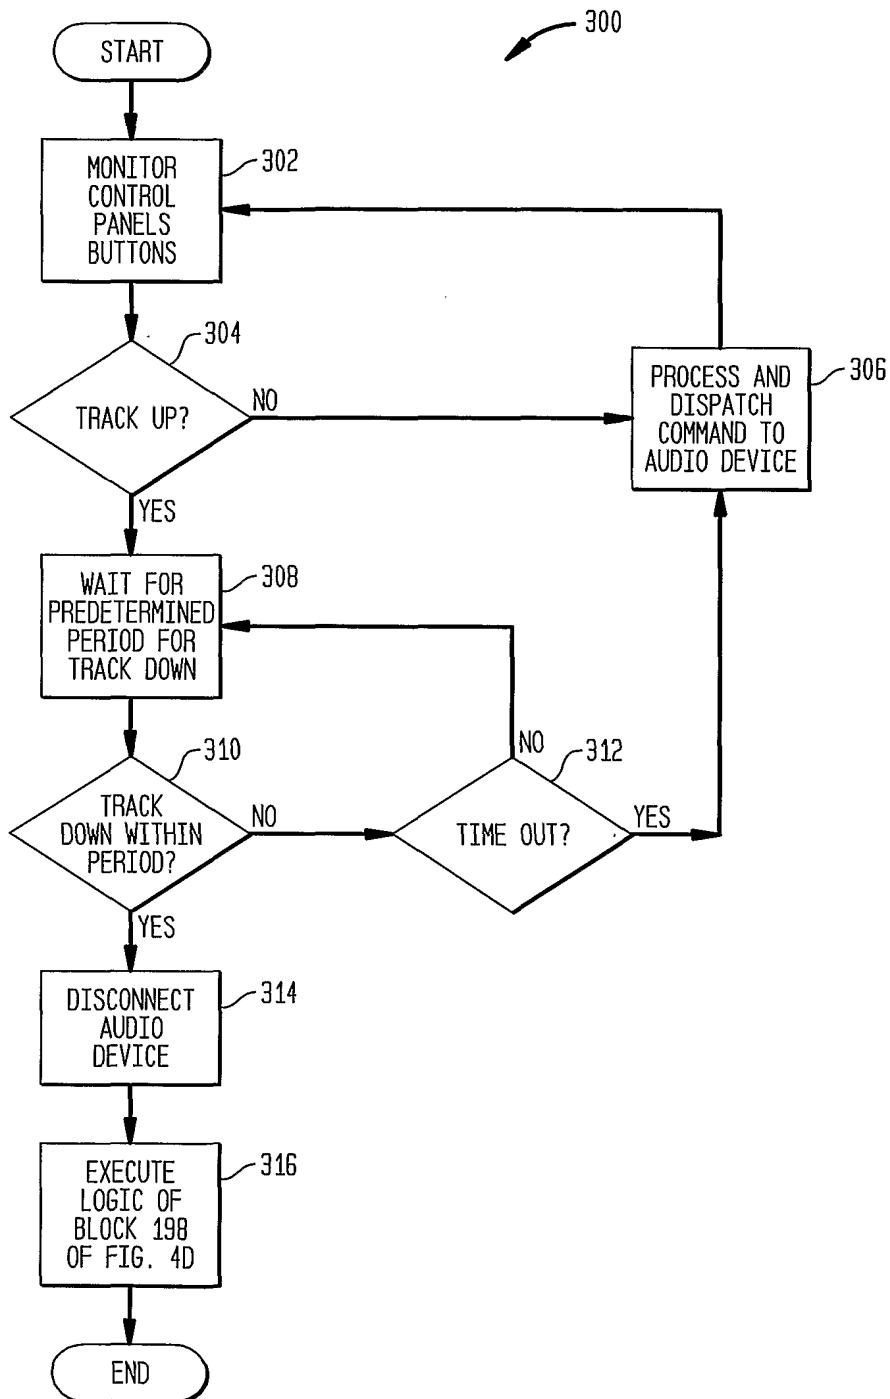 START
300
MONITOR
CONTROL
PANELS
BUTTONS
302
304
TRACK UP?
NO
YES
PROCESS AND
DISPATCH
COMMAND TO
AUDIO DEVICE
306
WAIT FOR
PREDETERMINED
PERIOD FOR
TRACK DOWN
308
310
TRACK
DOWN WITHIN
PERIOD?
NO
YES
NO
312
TIME OUT?
YES
DISCONNECT
AUDIO
DEVICE
314
EXECUTE
LOGIC OF
BLOCK 198
OF FIG. 4D
316
END